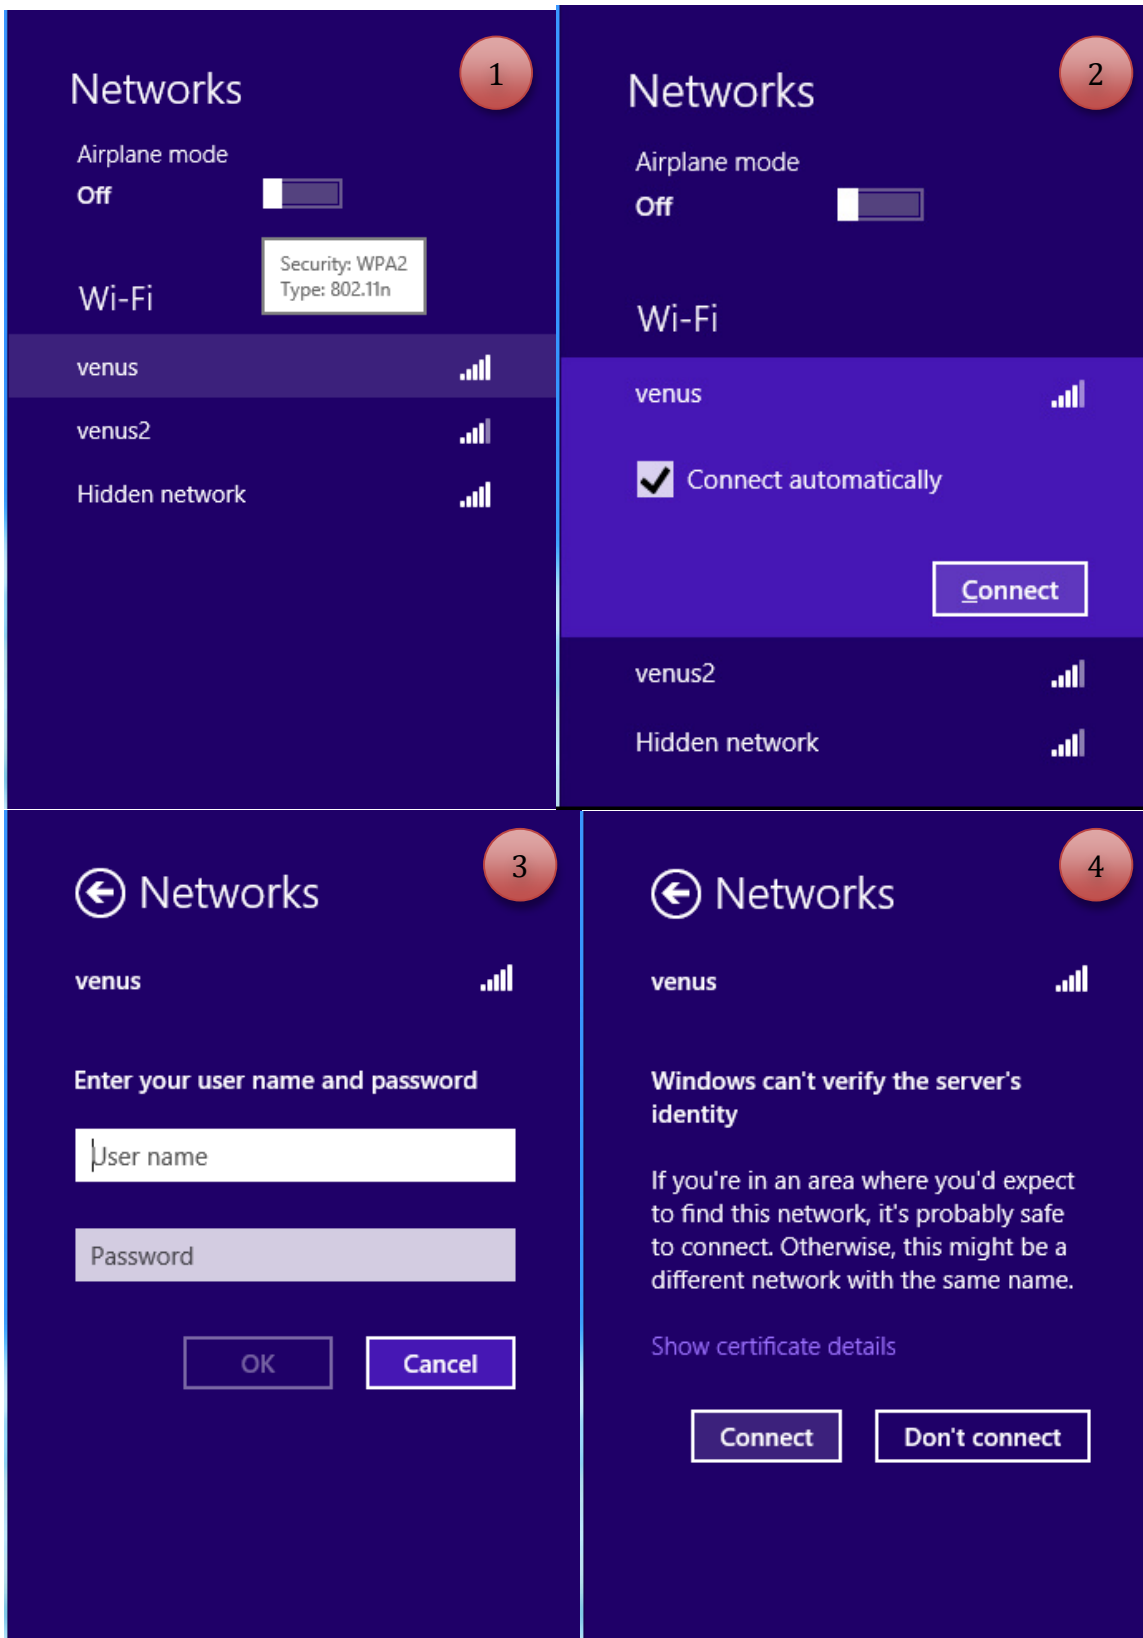 1
Networks
Airplane mode
Off
Security: WPA2
Type: 802.11n
Wi-Fi
venus
venus2
Hidden network
2
Networks
Airplane mode
Off
Wi-Fi
venus
Connect automatically
Connect
venus2
Hidden network
3
Networks
venus
Enter your user name and password
User name
Password
OK
Cancel
4
Networks
venus
Windows can't verify the server's
identity
If you're in an area where you'd expect
to find this network, it's probably safe
to connect. Otherwise, this might be a
different network with the same name.
Show certificate details
Connect
Don't connect